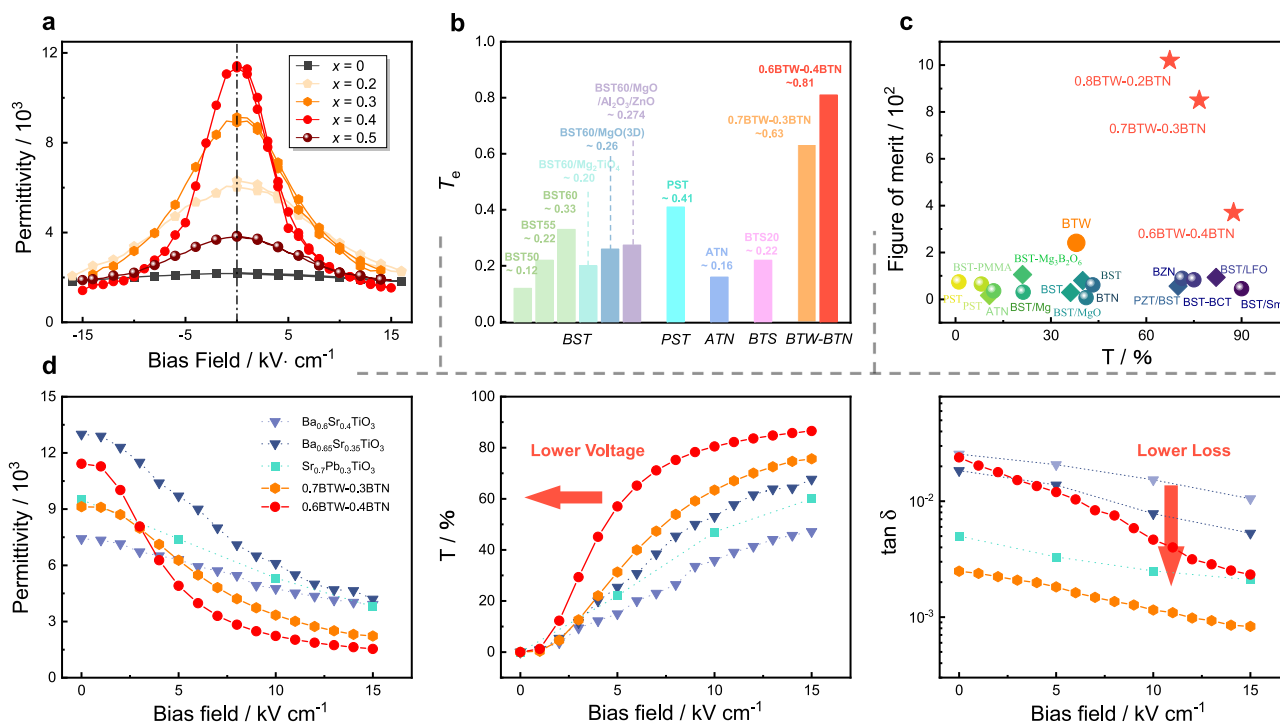 a
12
9
6
3
0
Permittivity / 10³
-15
-5
5
15
Bias Field / kV· cm⁻¹
x = 0
x = 0.2
x = 0.3
x = 0.4
x = 0.5
b
1.0
0.8
0.6
0.4
0.2
0.0
Tₑ
BST50
~ 0.12
BST55
~ 0.22
BST60
~ 0.33
BST60/Mg₂TiO₄
~ 0.20
BST60/MgO(3D)
~ 0.26
BST60/MgO
/Al₂O₃/ZnO
~ 0.274
PST
~ 0.41
ATN
~ 0.16
BTS20
~ 0.22
0.7BTW-0.3BTN
~0.63
0.6BTW-0.4BTN
~0.81
BST
PST
ATN
BTS
BTW-BTN
c
10
8
6
4
2
0
Figure of merit / 10²
0.8BTW-0.2BTN
0.7BTW-0.3BTN
0.6BTW-0.4BTN
BTW
BST-Mg₃B₂O₆
BST-PMMA
PST
PST
ATN
BST/Mg
BST
BST
BST/MgO
BTN
BZN
PZT/BST
BST-BCT
BST/LFO
BST/Sm
0
30
60
90
T / %
d
15
12
9
6
3
0
Permittivity / 10³
Ba₀.₆Sr₀.₄TiO₃
Ba₀.₆₅Sr₀.₃₅TiO₃
Sr₀.₇Pb₀.₃TiO₃
0.7BTW-0.3BTN
0.6BTW-0.4BTN
0
5
10
15
Bias field / kV cm⁻¹
100
80
60
40
20
0
T / %
Lower Voltage
0
5
10
15
Bias field / kV cm⁻¹
10⁻²
10⁻³
tan δ
Lower Loss
0
5
10
15
Bias field / kV cm⁻¹